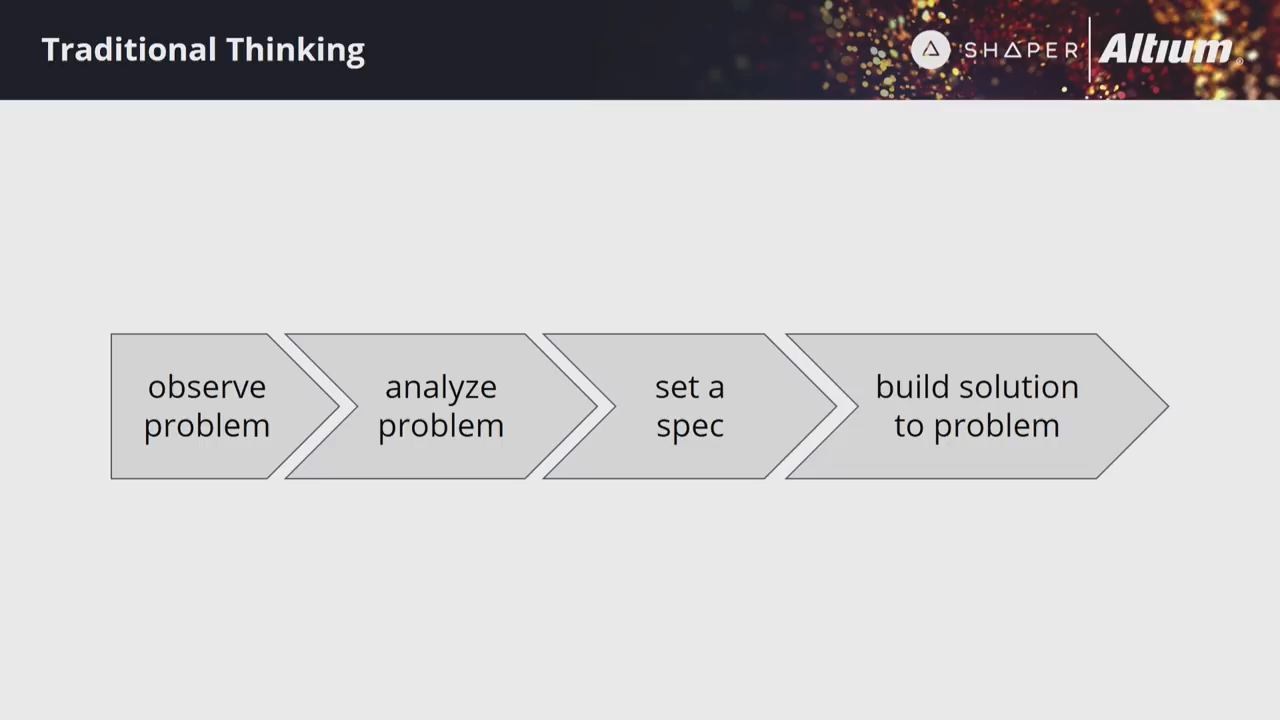 Traditional Thinking
SHAPER
Altium®
observe
problem
analyze
problem
set a
spec
build solution
to problem